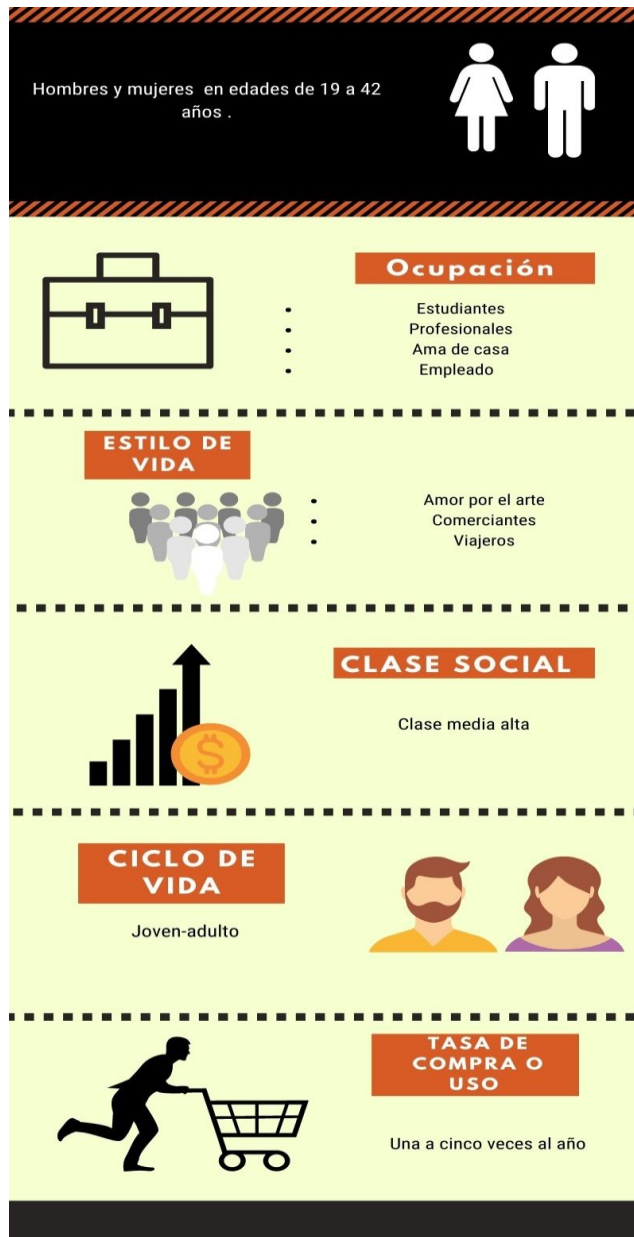 Hombres y mujeres en edades de 19 a 42
años .
Ocupación
• Estudiantes
• Profesionales
• Ama de casa
• Empleado
ESTILO DE
VIDA
• Amor por el arte
• Comerciantes
• Viajeros
CLASE SOCIAL
Clase media alta
$
CICLO DE
VIDA
Joven-adulto
TASA DE
COMPRA O
USO
Una a cinco veces al año